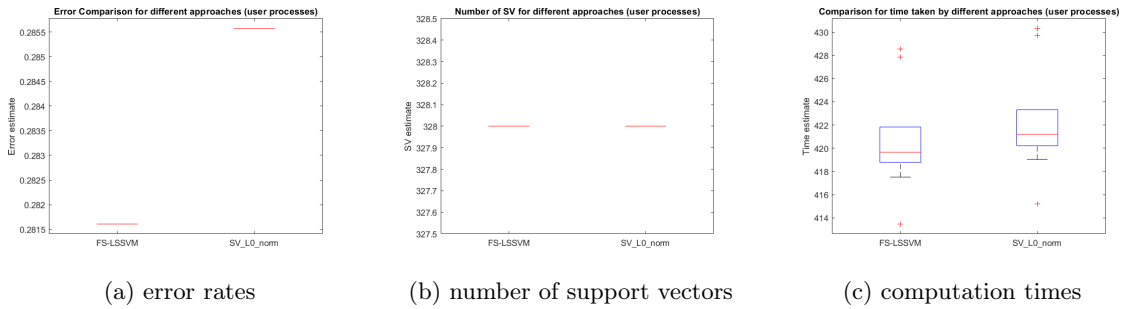 Error Comparison for different approaches (user processes)
Error estimate
0.2855
0.285
0.2845
0.284
0.2835
0.283
0.2825
0.282
0.2815
FS-LSSVM
SV_L0_norm
(a) error rates
Number of SV for different approaches (user processes)
SV estimate
328.5
328.4
328.3
328.2
328.1
328
327.9
327.8
327.7
327.6
327.5
FS-LSSVM
SV_L0_norm
(b) number of support vectors
Comparison for time taken by different approaches (user processes)
Time estimate
430
428
426
424
422
420
418
416
414
FS-LSSVM
SV_L0_norm
(c) computation times